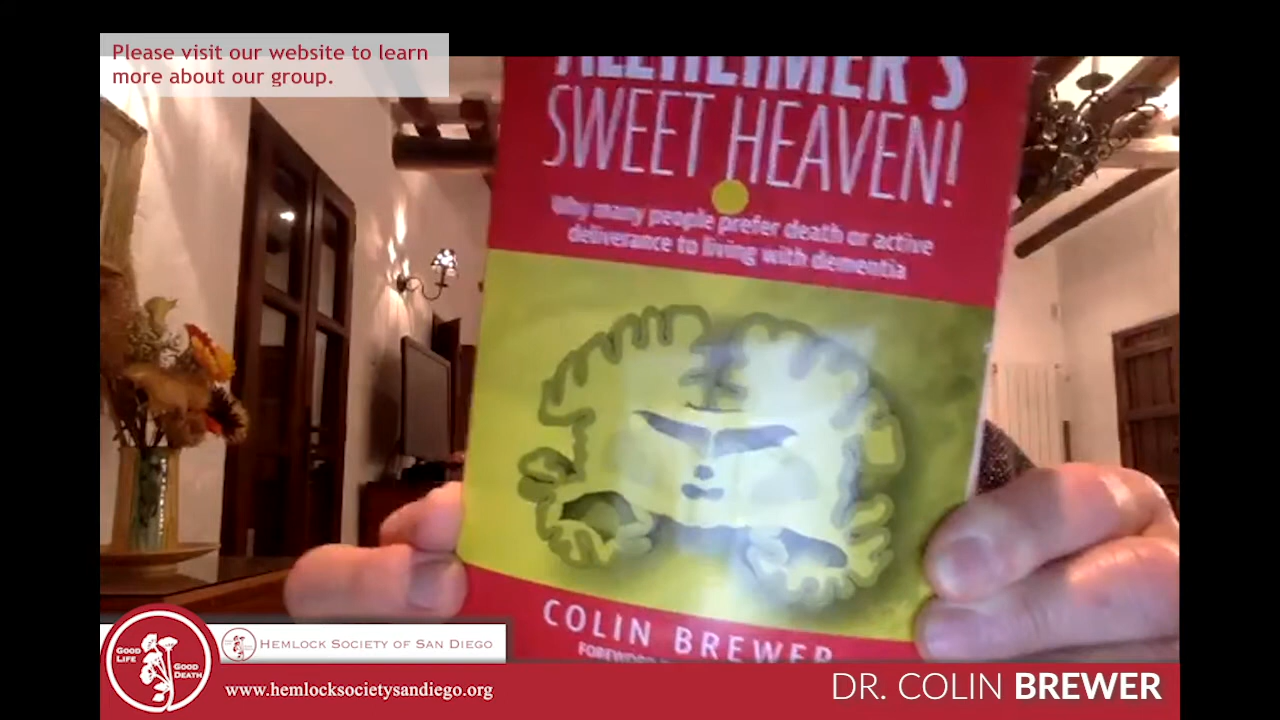 Please visit our website to learn
more about our group.
ALZHEIMER'S
SWEET HEAVEN!
Why many people prefer death or active
deliverance to living with dementia
COLIN BREWER
FOREWORD
GOOD LIFE
GOOD DEATH
HEMLOCK SOCIETY OF SAN DIEGO
www.hemlocksocietysandiego.org
DR. COLIN BREWER